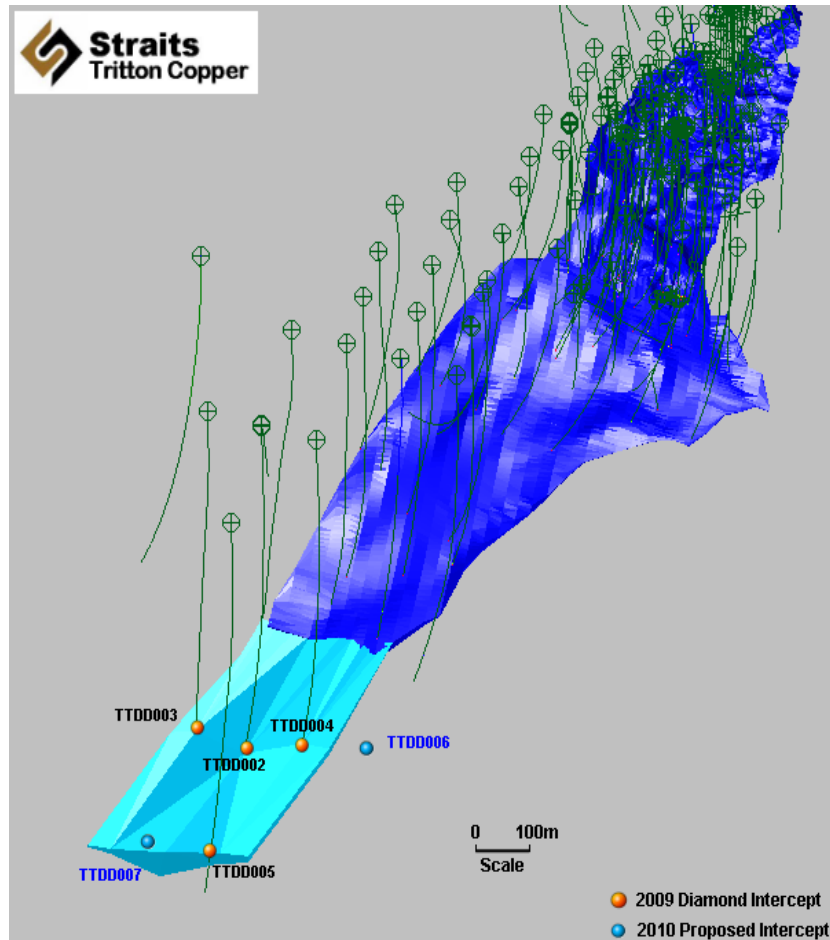 Straits
Tritton Copper
TTDD003
TTDD004
TTDD002
TTDD006
TTDD007
TTDD005
0 100m
Scale
2009 Diamond Intercept
2010 Proposed Intercept